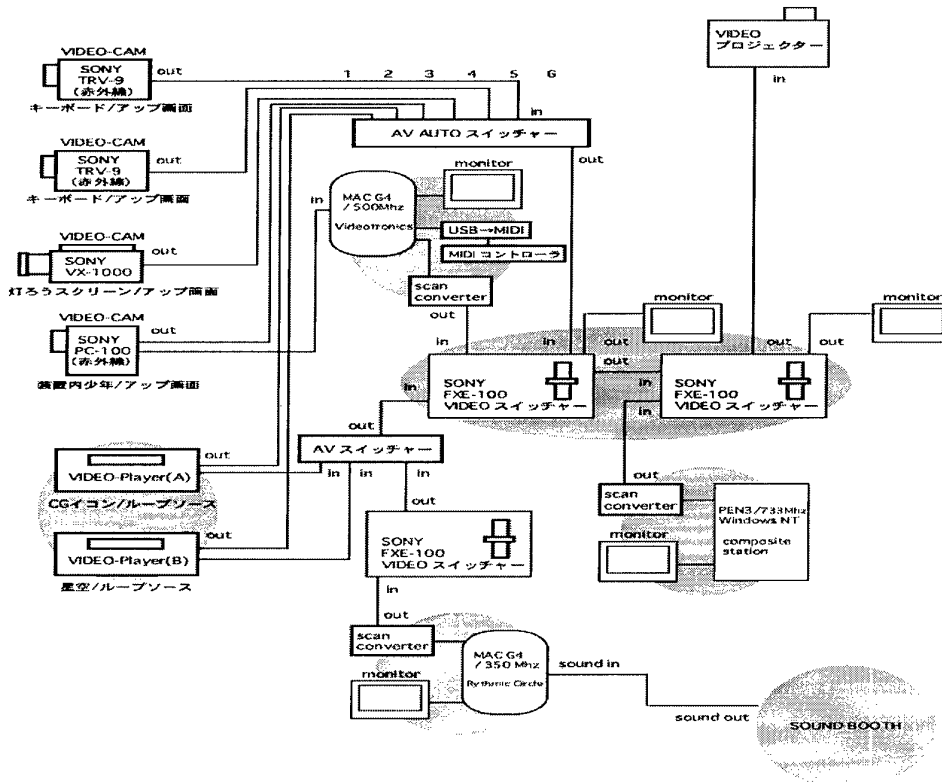 VIDEO-CAM
SONY
TRV-9
(赤外線)
out
キーボード/アップ画面
VIDEO-CAM
SONY
TRV-9
(赤外線)
out
キーボード/アップ画面
VIDEO-CAM
SONY
VX-1000
out
灯ろうスクリーン/アップ画面
VIDEO-CAM
SONY
PC-100
(赤外線)
out
装置内少年/アップ画面
VIDEO-Player(A)
out
CGイコン/ループソース
VIDEO-Player(B)
out
星空/ループソース
1 2 3 4 5 6
in
AV AUTO スイッチャー
out
VIDEO
プロジェクター
in
monitor
in
MAC G4
/ 500Mhz
Videotronics
USB→MIDI
MIDI コントローラ
scan
converter
out
in
in
out
monitor
in
SONY
FXE-100
VIDEO スイッチャー
out
in
in
out
out
monitor
SONY
FXE-100
VIDEO スイッチャー
out
AV スイッチャー
in
in
in
out
SONY
FXE-100
VIDEO スイッチャー
in
out
scan
converter
monitor
MAC G4
/ 350 Mhz
Rythmic Circle
sound in
sound out
SOUND BOOTH
out
scan
converter
monitor
PEN3/733Mhz
Windows NT
composite
station